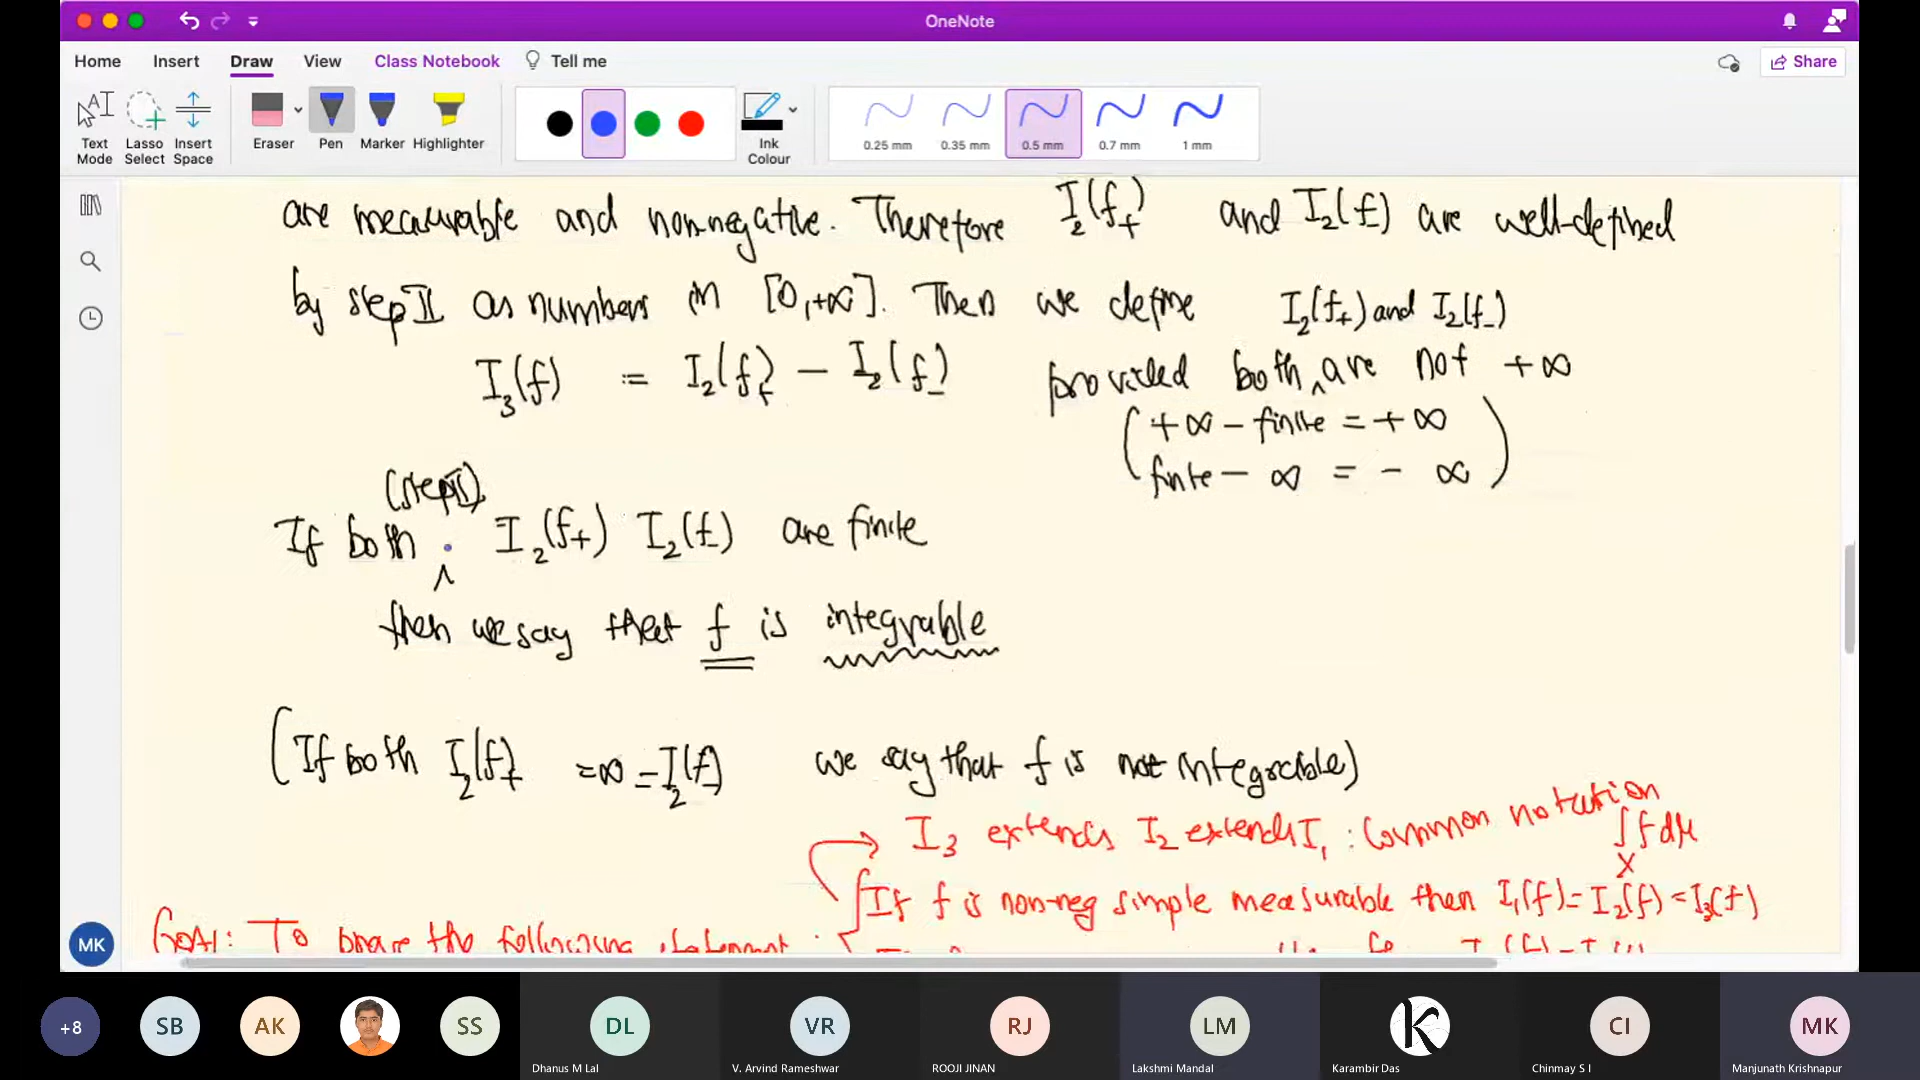 OneNote
Home Insert Draw View Class Notebook Tell me Share
Text Mode Lasso Select Insert Space Eraser Pen Marker Highlighter Ink Colour 0.25 mm 0.35 mm 0.5 mm 0.7 mm 1 mm
are measurable and non-negative. Therefore I₂(f₊) and I₂(f₋) are well-defined
by step II as numbers in [0,+∞]. Then we define I₂(f₊) and I₂(f₋)
I₃(f) := I₂(f₊) − I₂(f₋) provided both ^ are not +∞
(+∞ − finite = +∞
finite − ∞ = − ∞)
(step II)
If both ^ I₂(f₊) I₂(f₋) are finite
then we say that f is integrable
(If both I₂(f₊) = ∞ = I₂(f₋) we say that f is not integrable)
I₃ extends I₂ extends I₁ : Common notation ∫ f dμ
X
If f is non-neg simple measurable then I₁(f) = I₂(f) = I₃(f)
Goal: To prove the following statement :
MK
+8 SB AK SS DL VR RJ LM K CI MK
Dhanus M Lal V. Arvind Rameshwar ROOJI JINAN Lakshmi Mandal Karambir Das Chinmay S I Manjunath Krishnapur